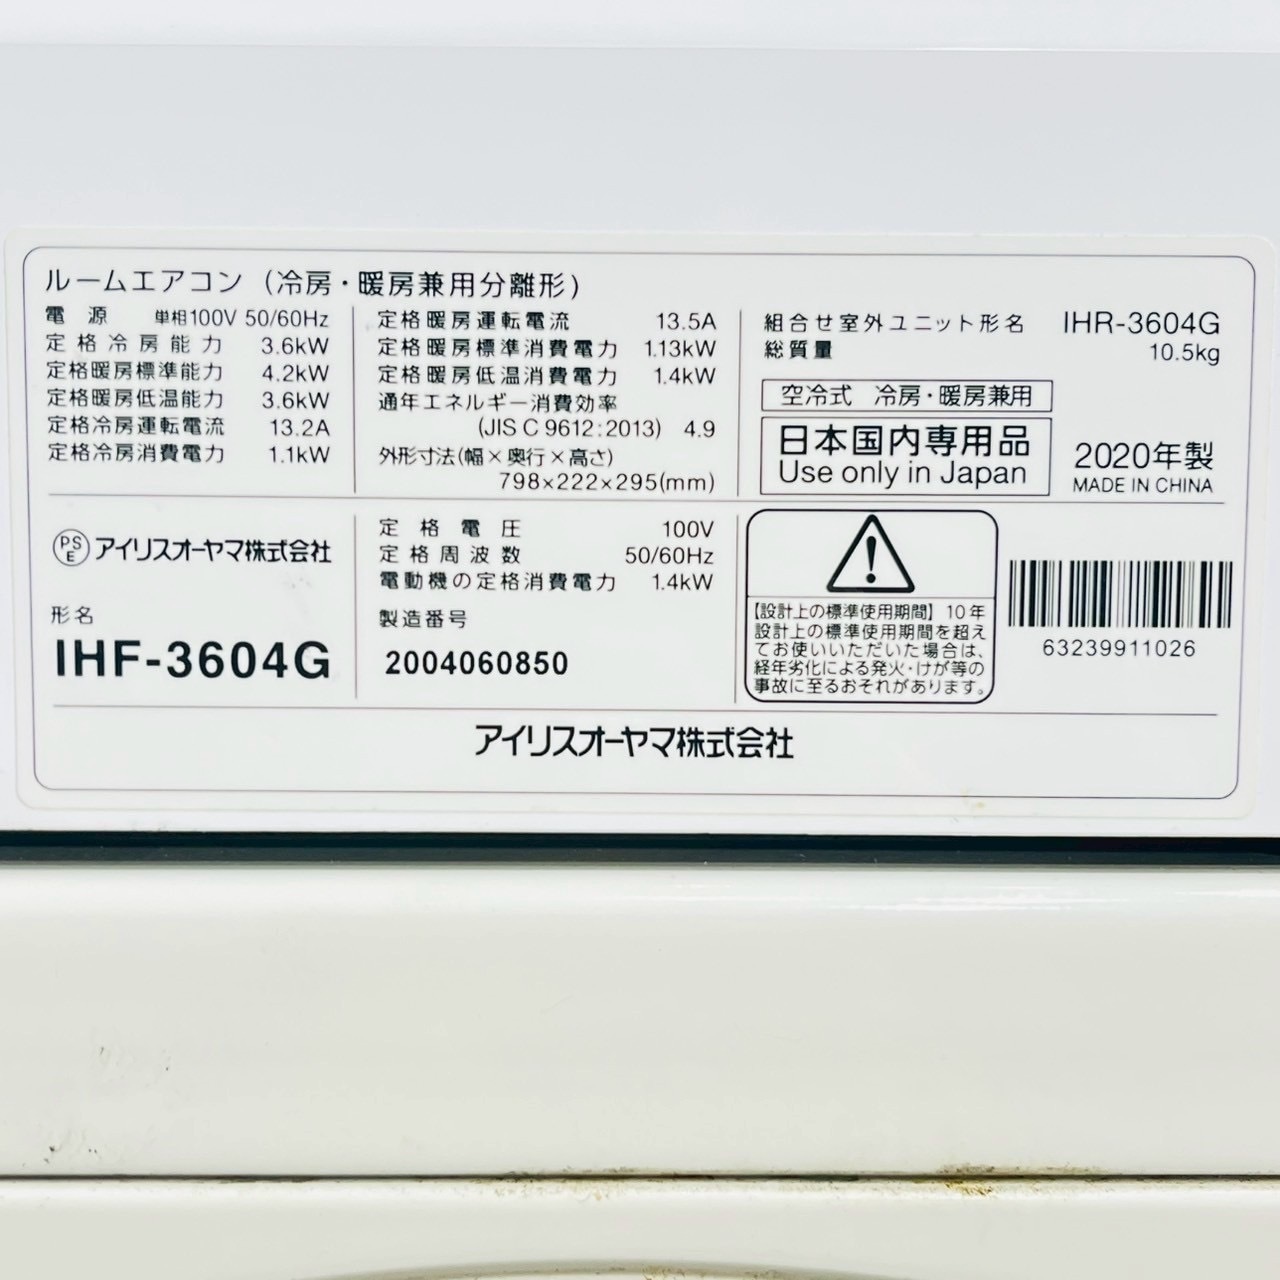 ルームエアコン(冷房・暖房兼用分離形)
電源 単相100V 50/60Hz
定格冷房能力 3.6kW
定格暖房標準能力 4.2kW
定格暖房低温能力 3.6kW
定格冷房運転電流 13.2A
定格冷房消費電力 1.1kW
定格暖房運転電流 13.5A
定格暖房標準消費電力 1.13kW
定格暖房低温消費電力 1.4kW
通年エネルギー消費効率
(JIS C 9612:2013) 4.9
外形寸法(幅×奥行×高さ)
798×222×295(mm)
組合せ室外ユニット形名 IHR-3604G
総質量 10.5kg
空冷式 冷房・暖房兼用
日本国内専用品
Use only in Japan
2020年製
MADE IN CHINA
PS
E
アイリスオーヤマ株式会社
形名
IHF-3604G
定格電圧 100V
定格周波数 50/60Hz
電動機の定格消費電力 1.4kW
製造番号
2004060850
【設計上の標準使用期間】10年
設計上の標準使用期間を超え
てお使いいただいた場合は、
経年劣化による発火・けが等の
事故に至るおそれがあります。
63239911026
アイリスオーヤマ株式会社